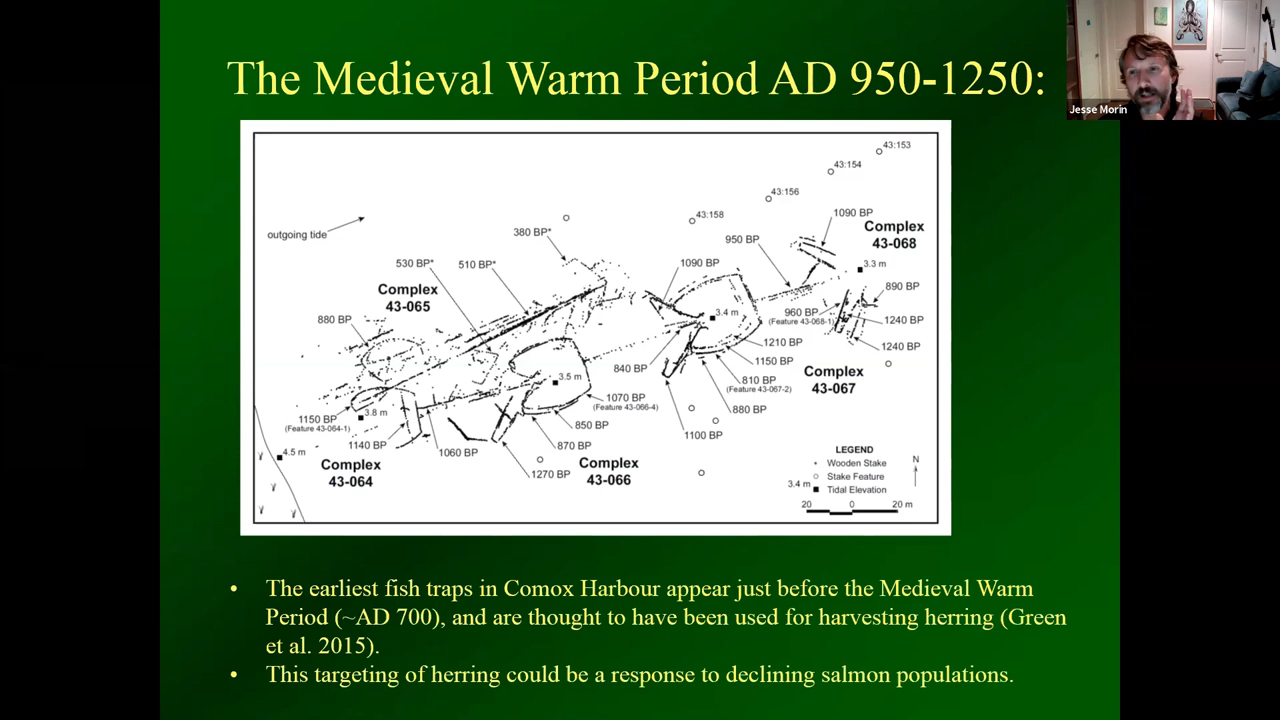 The Medieval Warm Period AD 950-1250:
Jesse Morin
43:153
43:154
43:156
43:158
outgoing tide
380 BP*
1090 BP
Complex
43-068
950 BP
530 BP*
510 BP*
1090 BP
3.3 m
Complex
43-065
890 BP
880 BP
3.4 m
960 BP
(Feature 43-068-1)
1240 BP
1210 BP
1240 BP
840 BP
1150 BP
Complex
43-067
3.5 m
810 BP
(Feature 43-067-2)
1070 BP
(Feature 43-066-4)
880 BP
1150 BP
(Feature 43-064-1)
3.8 m
850 BP
1100 BP
1140 BP
1060 BP
870 BP
4.5 m
Complex
43-064
1270 BP
Complex
43-066
LEGEND
Wooden Stake
Stake Feature
3.4 m Tidal Elevation
N
20 0 20 m
• The earliest fish traps in Comox Harbour appear just before the Medieval Warm
Period (~AD 700), and are thought to have been used for harvesting herring (Green
et al. 2015).
• This targeting of herring could be a response to declining salmon populations.